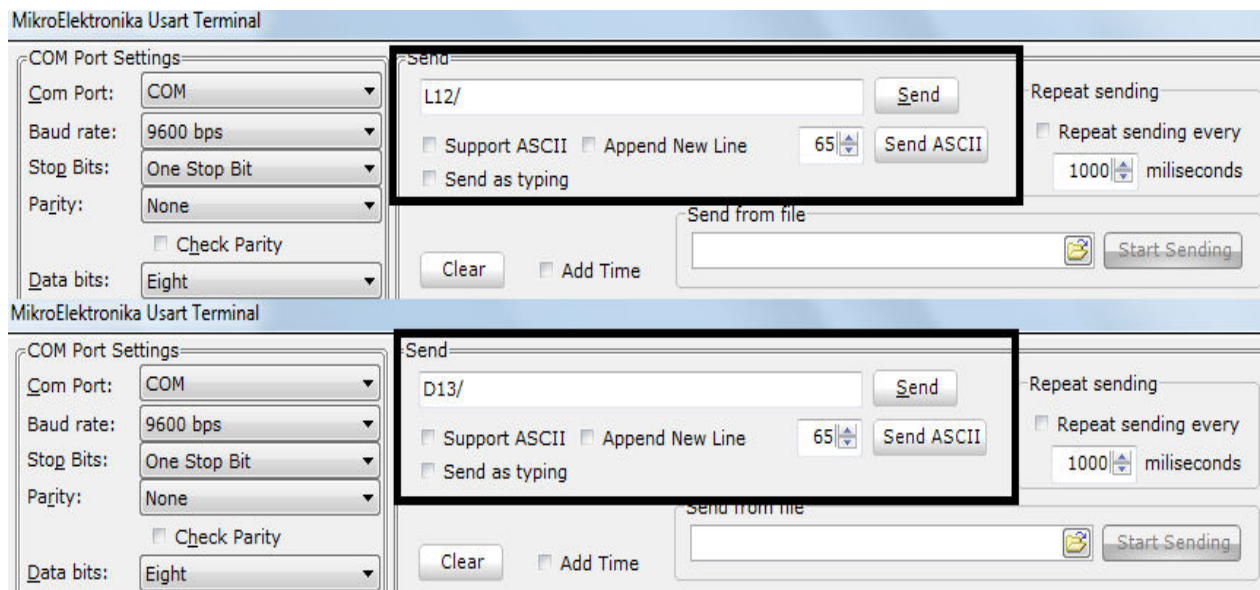 MikroElektronika Usart Terminal
COM Port Settings
Send
Com Port: COM
L12/
Send
Repeat sending
Baud rate: 9600 bps
Support ASCII
Append New Line
65
Send ASCII
Repeat sending every
Stop Bits: One Stop Bit
Send as typing
1000
miliseconds
Parity: None
Send from file
Check Parity
Clear
Add Time
Start Sending
Data bits: Eight
MikroElektronika Usart Terminal
COM Port Settings
Send
Com Port: COM
D13/
Send
Repeat sending
Baud rate: 9600 bps
Support ASCII
Append New Line
65
Send ASCII
Repeat sending every
Stop Bits: One Stop Bit
Send as typing
1000
miliseconds
Parity: None
Send from file
Check Parity
Clear
Add Time
Start Sending
Data bits: Eight